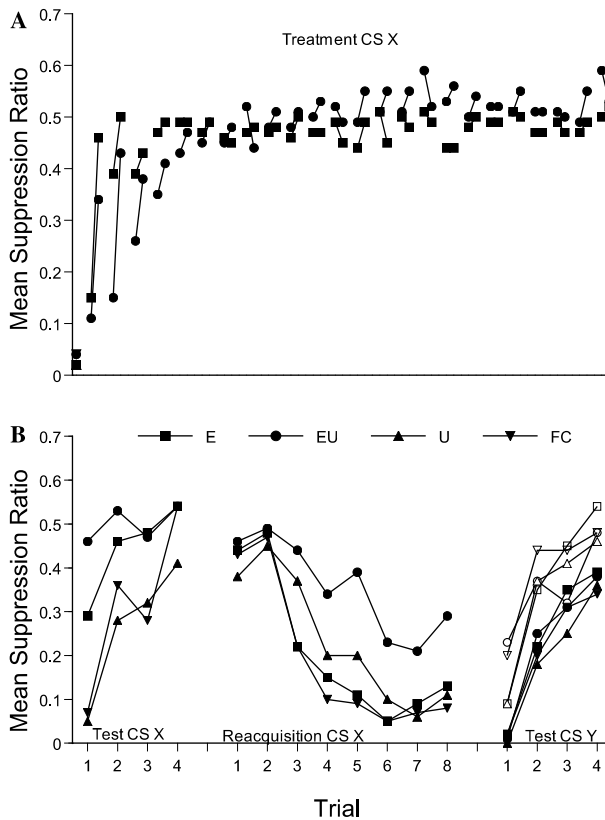 A
Treatment CS X
Mean Suppression Ratio
0.7
0.6
0.5
0.4
0.3
0.2
0.1
0
B
E EU U FC
Mean Suppression Ratio
0.7
0.6
0.5
0.4
0.3
0.2
0.1
0
Test CS X Reacquisition CS X Test CS Y
1 2 3 4 1 2 3 4 5 6 7 8 1 2 3 4
Trial